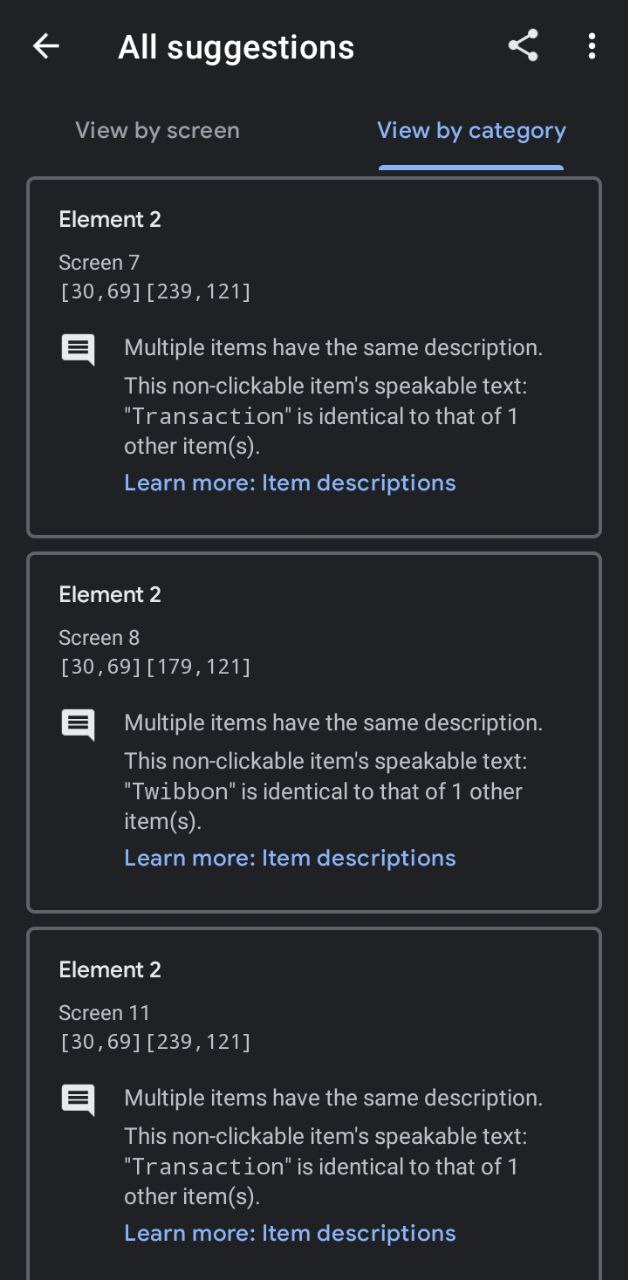 All suggestions
View by screen
View by category
Element 2
Screen 7
[30,69][239,121]
Multiple items have the same description.
This non-clickable item's speakable text:
"Transaction" is identical to that of 1
other item(s).
Learn more: Item descriptions
Element 2
Screen 8
[30,69][179,121]
Multiple items have the same description.
This non-clickable item's speakable text:
"Twibbon" is identical to that of 1 other
item(s).
Learn more: Item descriptions
Element 2
Screen 11
[30,69][239,121]
Multiple items have the same description.
This non-clickable item's speakable text:
"Transaction" is identical to that of 1
other item(s).
Learn more: Item descriptions